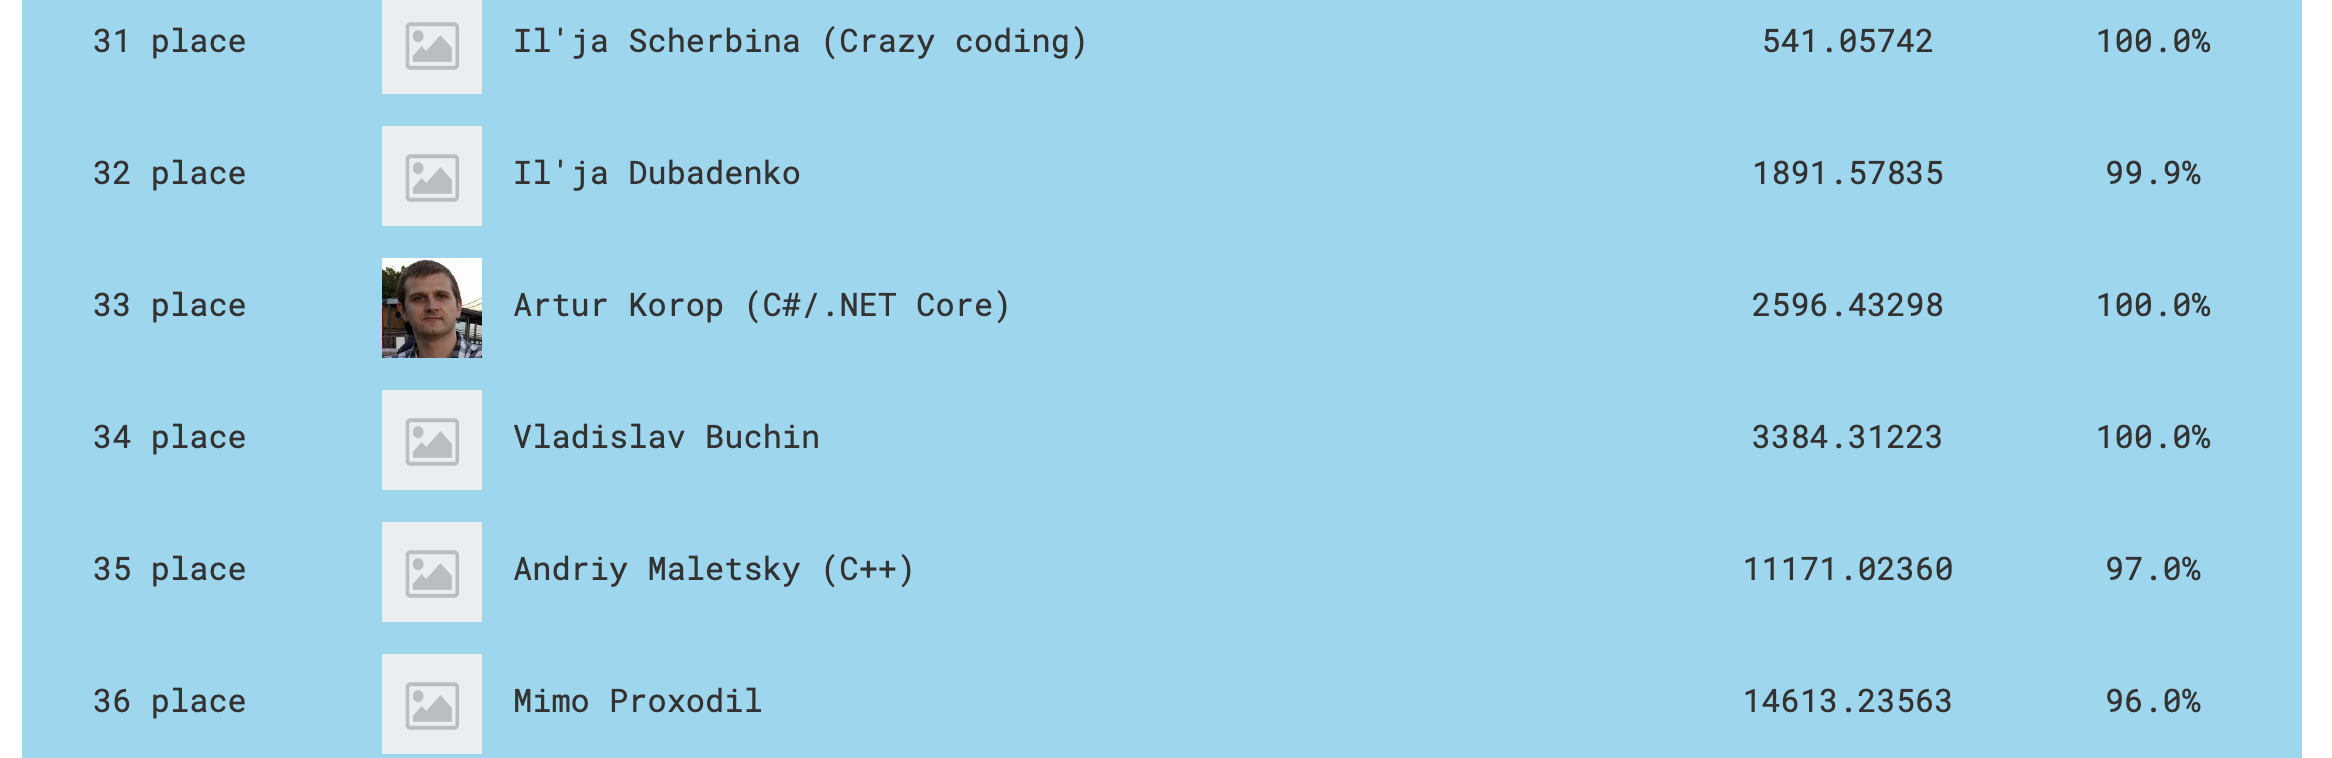 31 place Il'ja Scherbina (Crazy coding) 541.05742 100.0%
32 place Il'ja Dubadenko 1891.57835 99.9%
33 place Artur Korop (C#/.NET Core) 2596.43298 100.0%
34 place Vladislav Buchin 3384.31223 100.0%
35 place Andriy Maletsky (C++) 11171.02360 97.0%
36 place Mimo Proxodil 14613.23563 96.0%